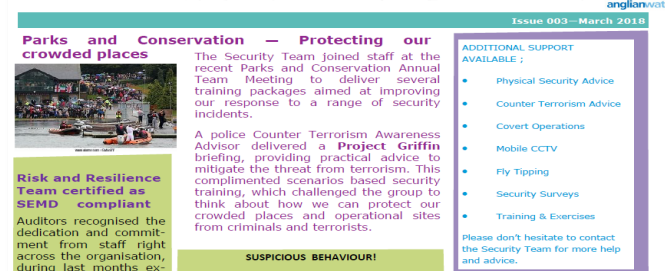 anglianwat
Issue 003—March 2018
Parks and Conservation — Protecting our
crowded places
The Security Team joined staff at the
recent Parks and Conservation Annual
Team Meeting to deliver several
training packages aimed at improving
our response to a range of security
incidents.
A police Counter Terrorism Awareness
Advisor delivered a Project Griffin
briefing, providing practical advice to
mitigate the threat from terrorism. This
complimented scenarios based security
training, which challenged the group to
think about how we can protect our
crowded places and operational sites
from criminals and terrorists.
Risk and Resilience
Team certified as
SEMD compliant
Auditors recognised the
dedication and commit-
ment from staff right
across the organisation,
during last months ex-
SUSPICIOUS BEHAVIOUR!
ADDITIONAL SUPPORT
AVAILABLE ;
• Physical Security Advice
• Counter Terrorism Advice
• Covert Operations
• Mobile CCTV
• Fly Tipping
• Security Surveys
• Training & Exercises
Please don't hesitate to contact
the Security Team for more help
and advice.